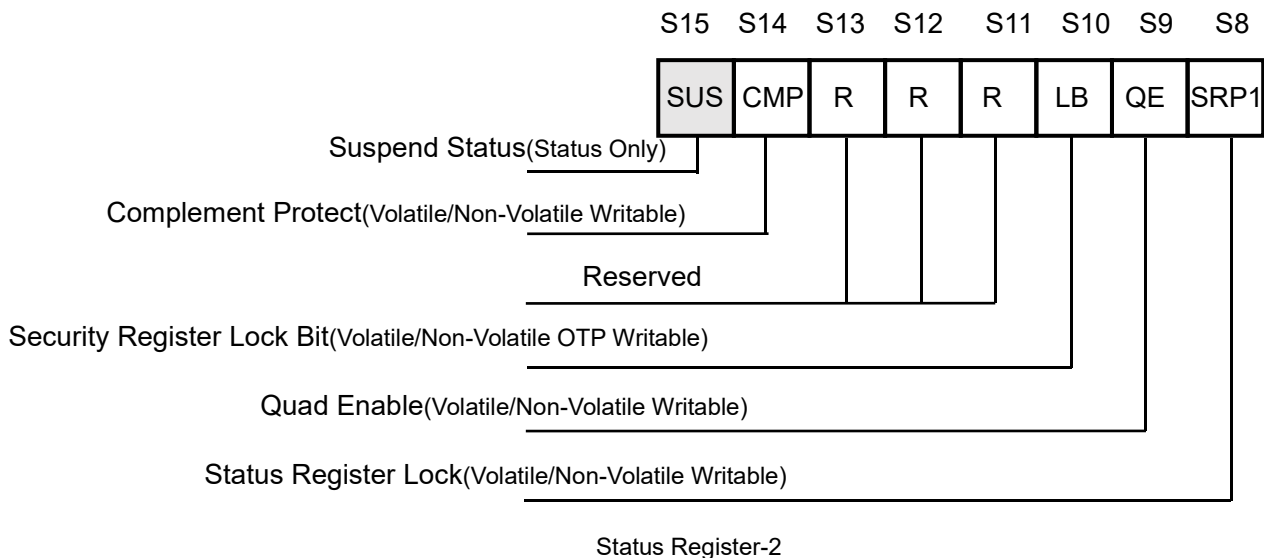 S15 S14 S13 S12 S11 S10 S9 S8
SUS CMP R R R LB QE SRP1
Suspend Status(Status Only)
Complement Protect(Volatile/Non-Volatile Writable)
Reserved
Security Register Lock Bit(Volatile/Non-Volatile OTP Writable)
Quad Enable(Volatile/Non-Volatile Writable)
Status Register Lock(Volatile/Non-Volatile Writable)
Status Register-2